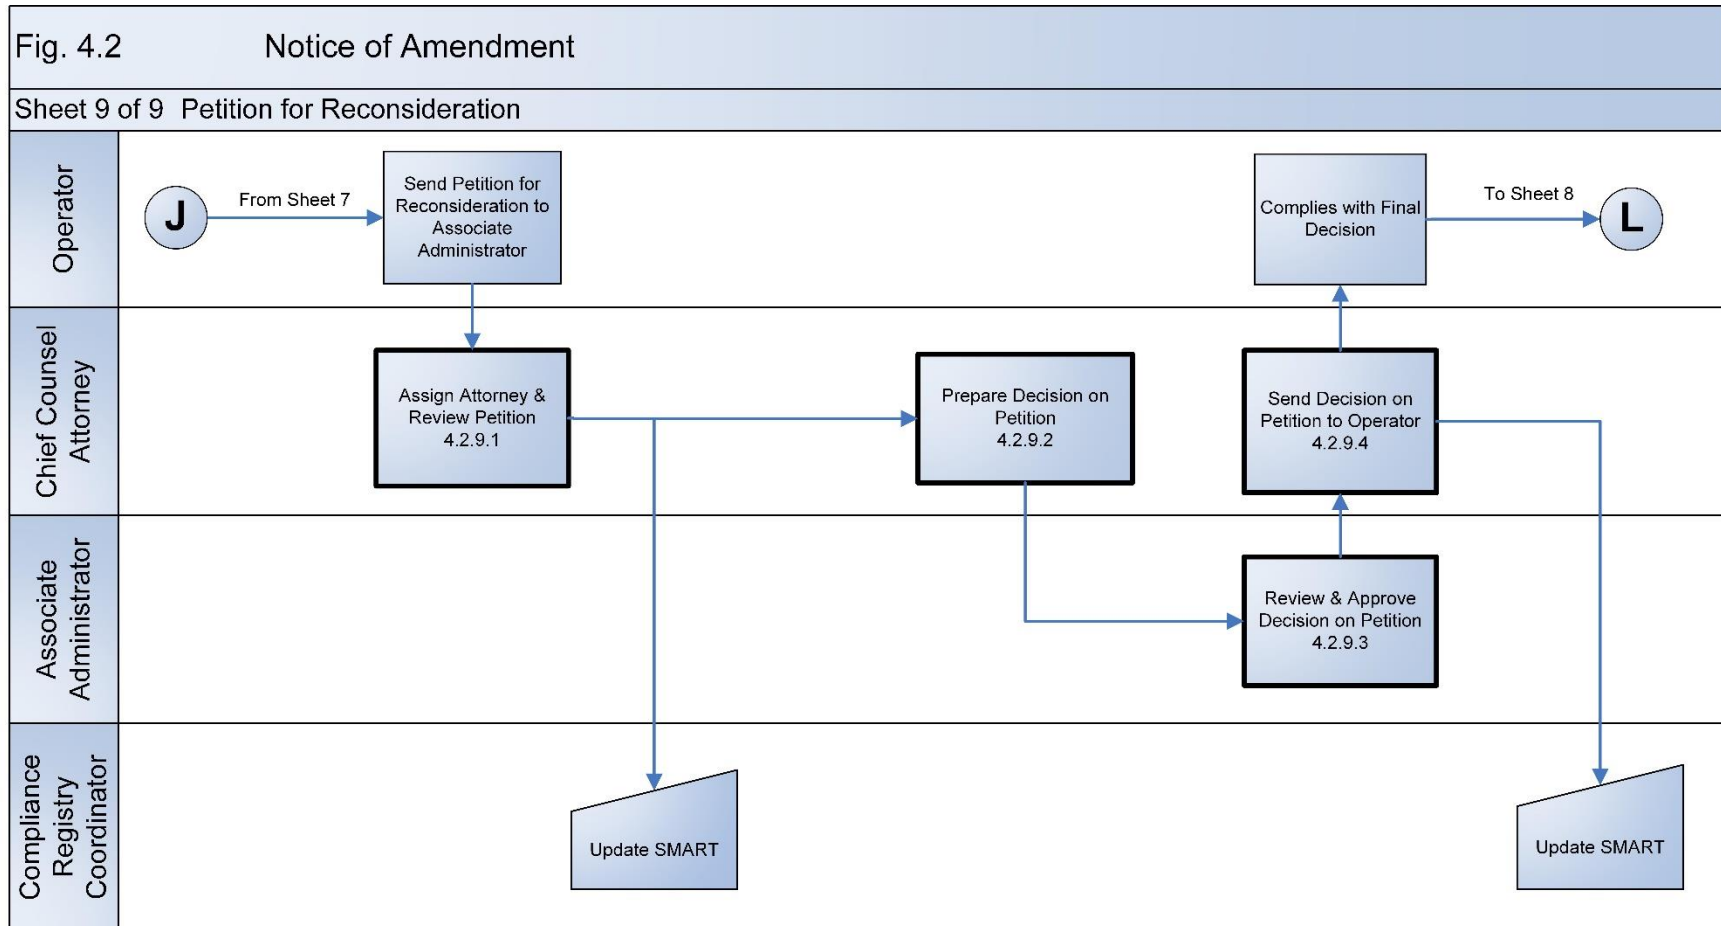 Fig. 4.2 Notice of Amendment
Sheet 9 of 9 Petition for Reconsideration
Operator
J
From Sheet 7
Send Petition for
Reconsideration to
Associate
Administrator
Complies with Final
Decision
To Sheet 8
L
Chief Counsel
Attorney
Assign Attorney &
Review Petition
4.2.9.1
Prepare Decision on
Petition
4.2.9.2
Send Decision on
Petition to Operator
4.2.9.4
Associate
Administrator
Review & Approve
Decision on Petition
4.2.9.3
Compliance
Registry
Coordinator
Update SMART
Update SMART